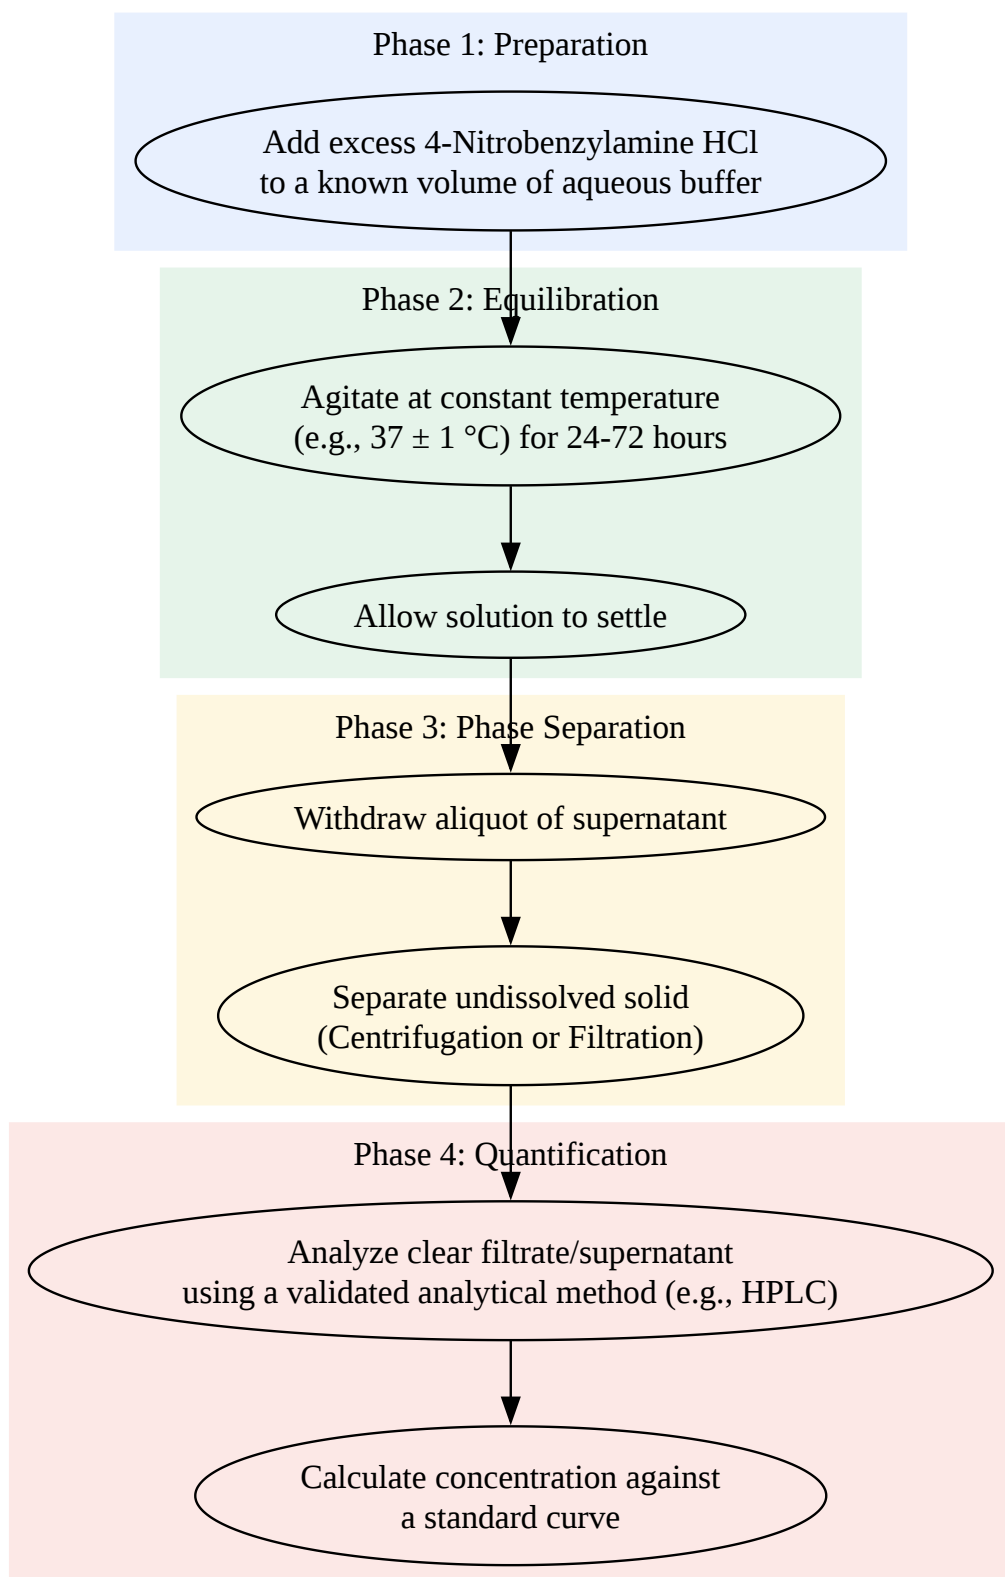 Phase 1: Preparation
Add excess 4-Nitrobenzylamine HCl
to a known volume of aqueous buffer
Phase 2: Equilibration
Agitate at constant temperature
(e.g., 37 ± 1 °C) for 24-72 hours
Allow solution to settle
Phase 3: Phase Separation
Withdraw aliquot of supernatant
Separate undissolved solid
(Centrifugation or Filtration)
Phase 4: Quantification
Analyze clear filtrate/supernatant
using a validated analytical method (e.g., HPLC)
Calculate concentration against
a standard curve